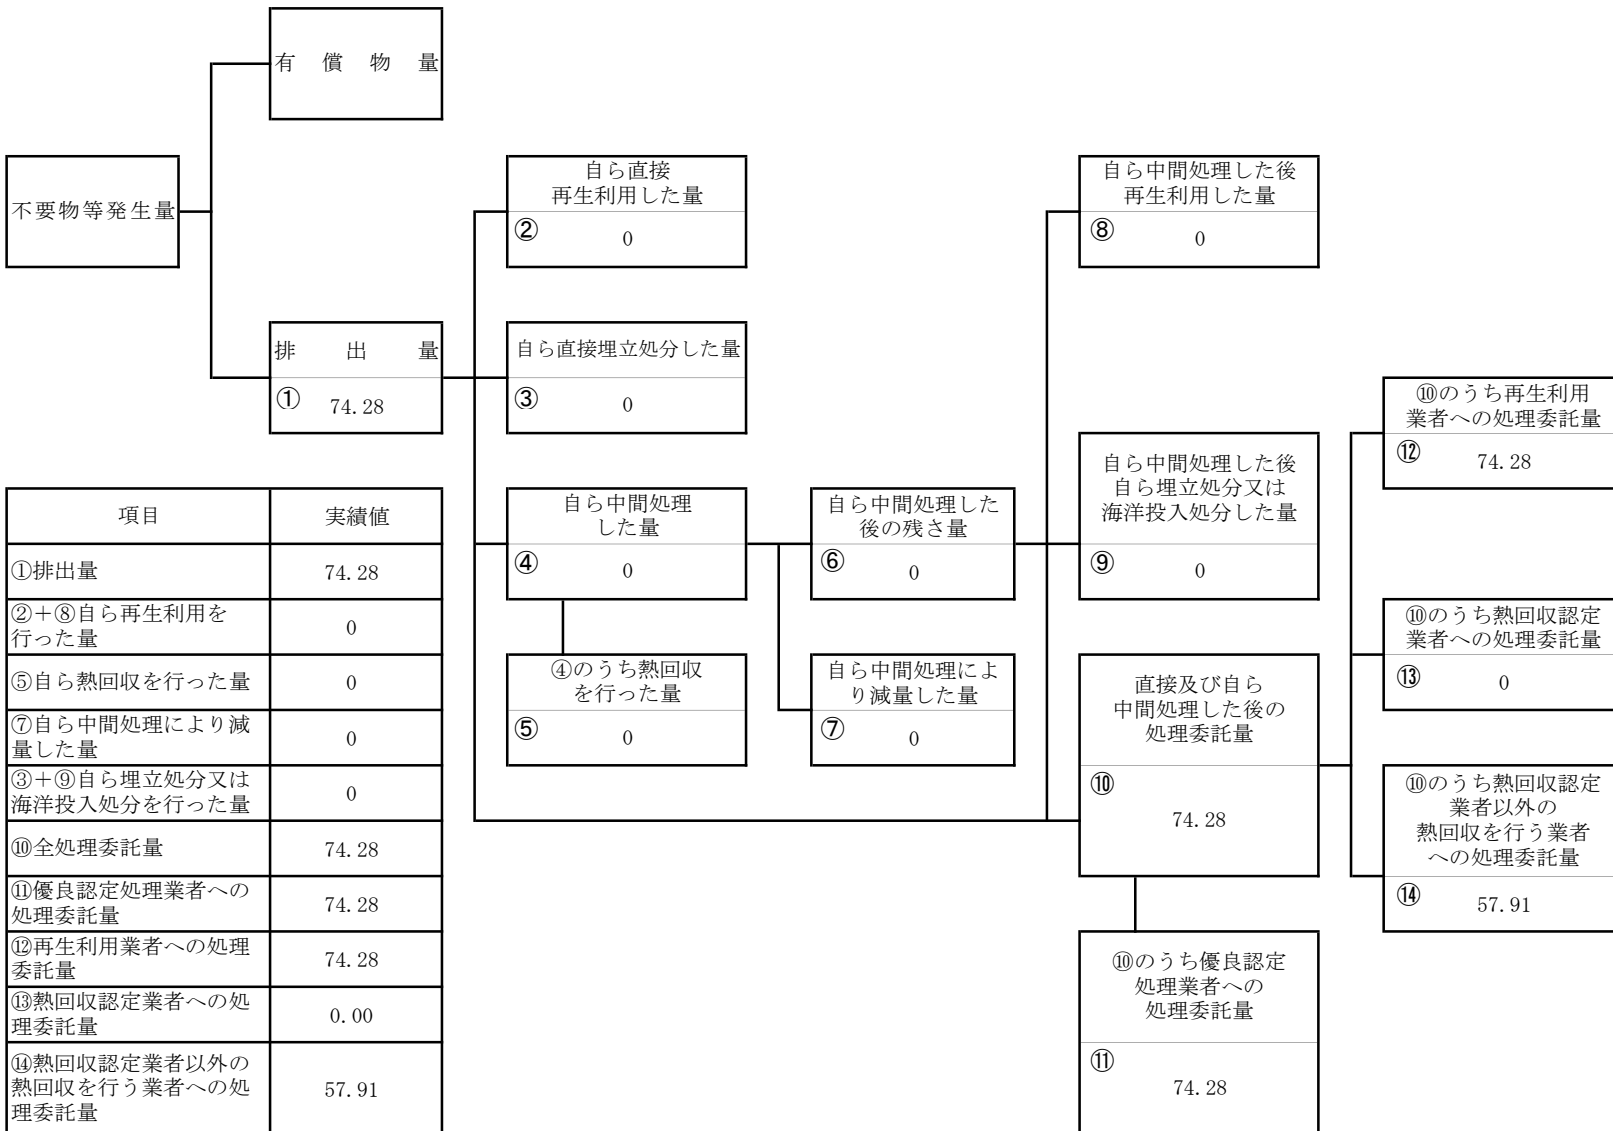 有償物量
不要物等発生量
排出量
① 74.28
自ら直接
再生利用した量
② 0
自ら直接埋立処分した量
③ 0
自ら中間処理
した量
④ 0
④のうち熱回収
を行った量
⑤ 0
自ら中間処理した
後の残さ量
⑥ 0
自ら中間処理によ
り減量した量
⑦ 0
自ら中間処理した後
再生利用した量
⑧ 0
自ら中間処理した後
自ら埋立処分又は
海洋投入処分した量
⑨ 0
直接及び自ら
中間処理した後の
処理委託量
⑩
74.28
⑩のうち優良認定
処理業者への
処理委託量
⑪
74.28
⑩のうち再生利用
業者への処理委託量
⑫ 74.28
⑩のうち熱回収認定
業者への処理委託量
⑬ 0
⑩のうち熱回収認定
業者以外の
熱回収を行う業者
への処理委託量
⑭ 57.91
項目 実績値
①排出量 74.28
②＋⑧自ら再生利用を
行った量 0
⑤自ら熱回収を行った量 0
⑦自ら中間処理により減
量した量 0
③＋⑨自ら埋立処分又は
海洋投入処分を行った量 0
⑩全処理委託量 74.28
⑪優良認定処理業者への
処理委託量 74.28
⑫再生利用業者への処理
委託量 74.28
⑬熱回収認定業者への処
理委託量 0.00
⑭熱回収認定業者以外の
熱回収を行う業者への処
理委託量 57.91